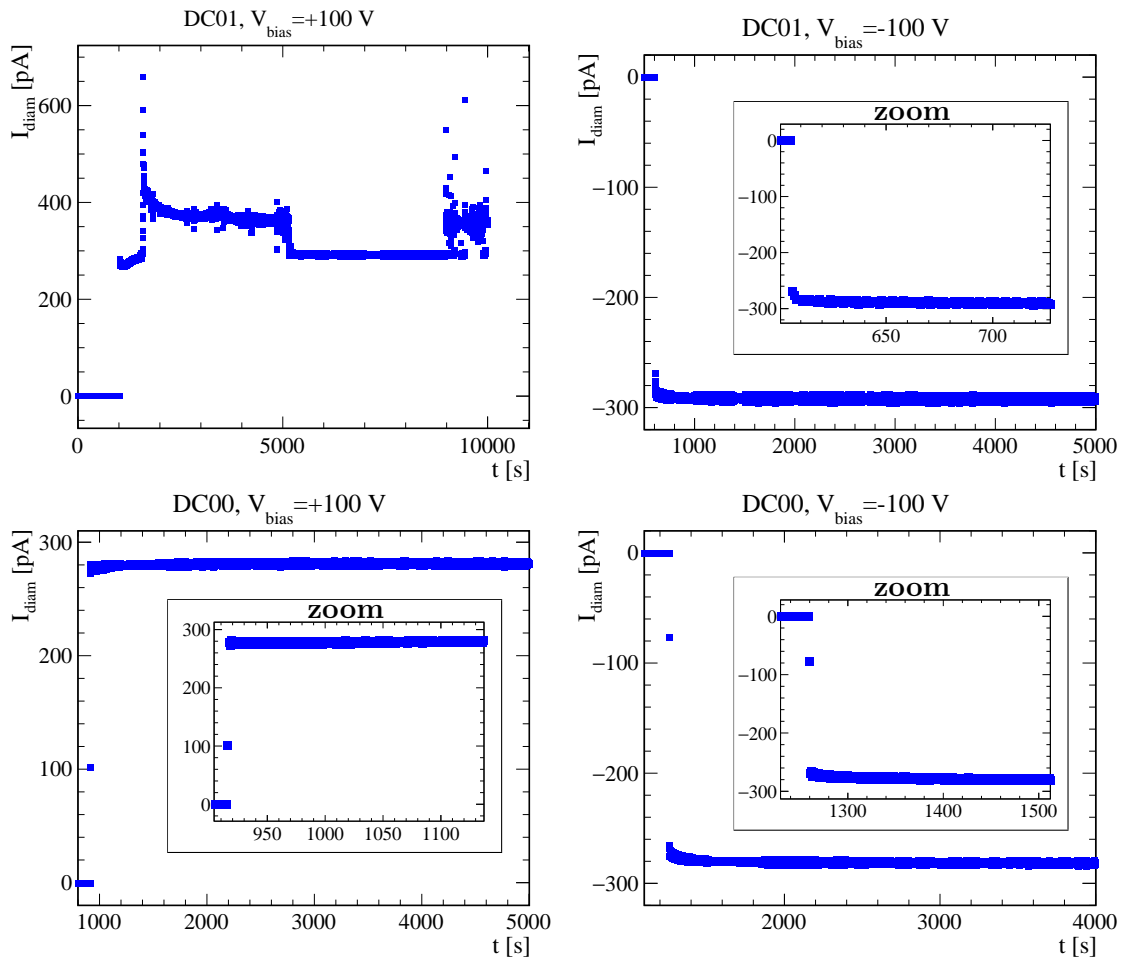 DC01, V_bias=+100 V
I_diam [pA]
600
400
200
0
0 5000 10000
t [s]
DC01, V_bias=-100 V
I_diam [pA]
0
−100
−200
−300
zoom
0
−100
−200
−300
650 700
1000 2000 3000 4000 5000
t [s]
DC00, V_bias=+100 V
I_diam [pA]
300
200
100
0
zoom
300
200
100
0
950 1000 1050 1100
1000 2000 3000 4000 5000
t [s]
DC00, V_bias=-100 V
I_diam [pA]
0
−100
−200
−300
zoom
0
−100
−200
−300
1300 1400 1500
2000 3000 4000
t [s]